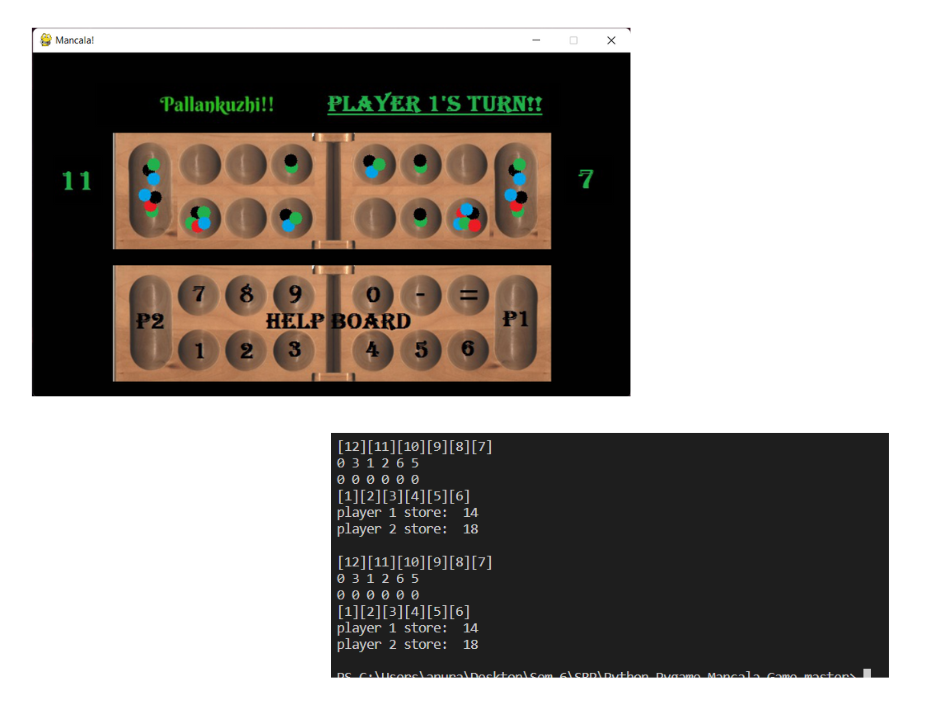 Mancala!
Pallankuzhi!! PLAYER 1'S TURN!!
11 7
7 8 9 0 - =
P2 HELP BOARD P1
1 2 3 4 5 6
[12][11][10][9][8][7]
0 3 1 2 6 5
0 0 0 0 0 0
[1][2][3][4][5][6]
player 1 store:  14
player 2 store:  18
[12][11][10][9][8][7]
0 3 1 2 6 5
0 0 0 0 0 0
[1][2][3][4][5][6]
player 1 store:  14
player 2 store:  18
PS C:\Users\anura\Desktop\Sem 6\SBP\Python Pygame Mancala Game master>